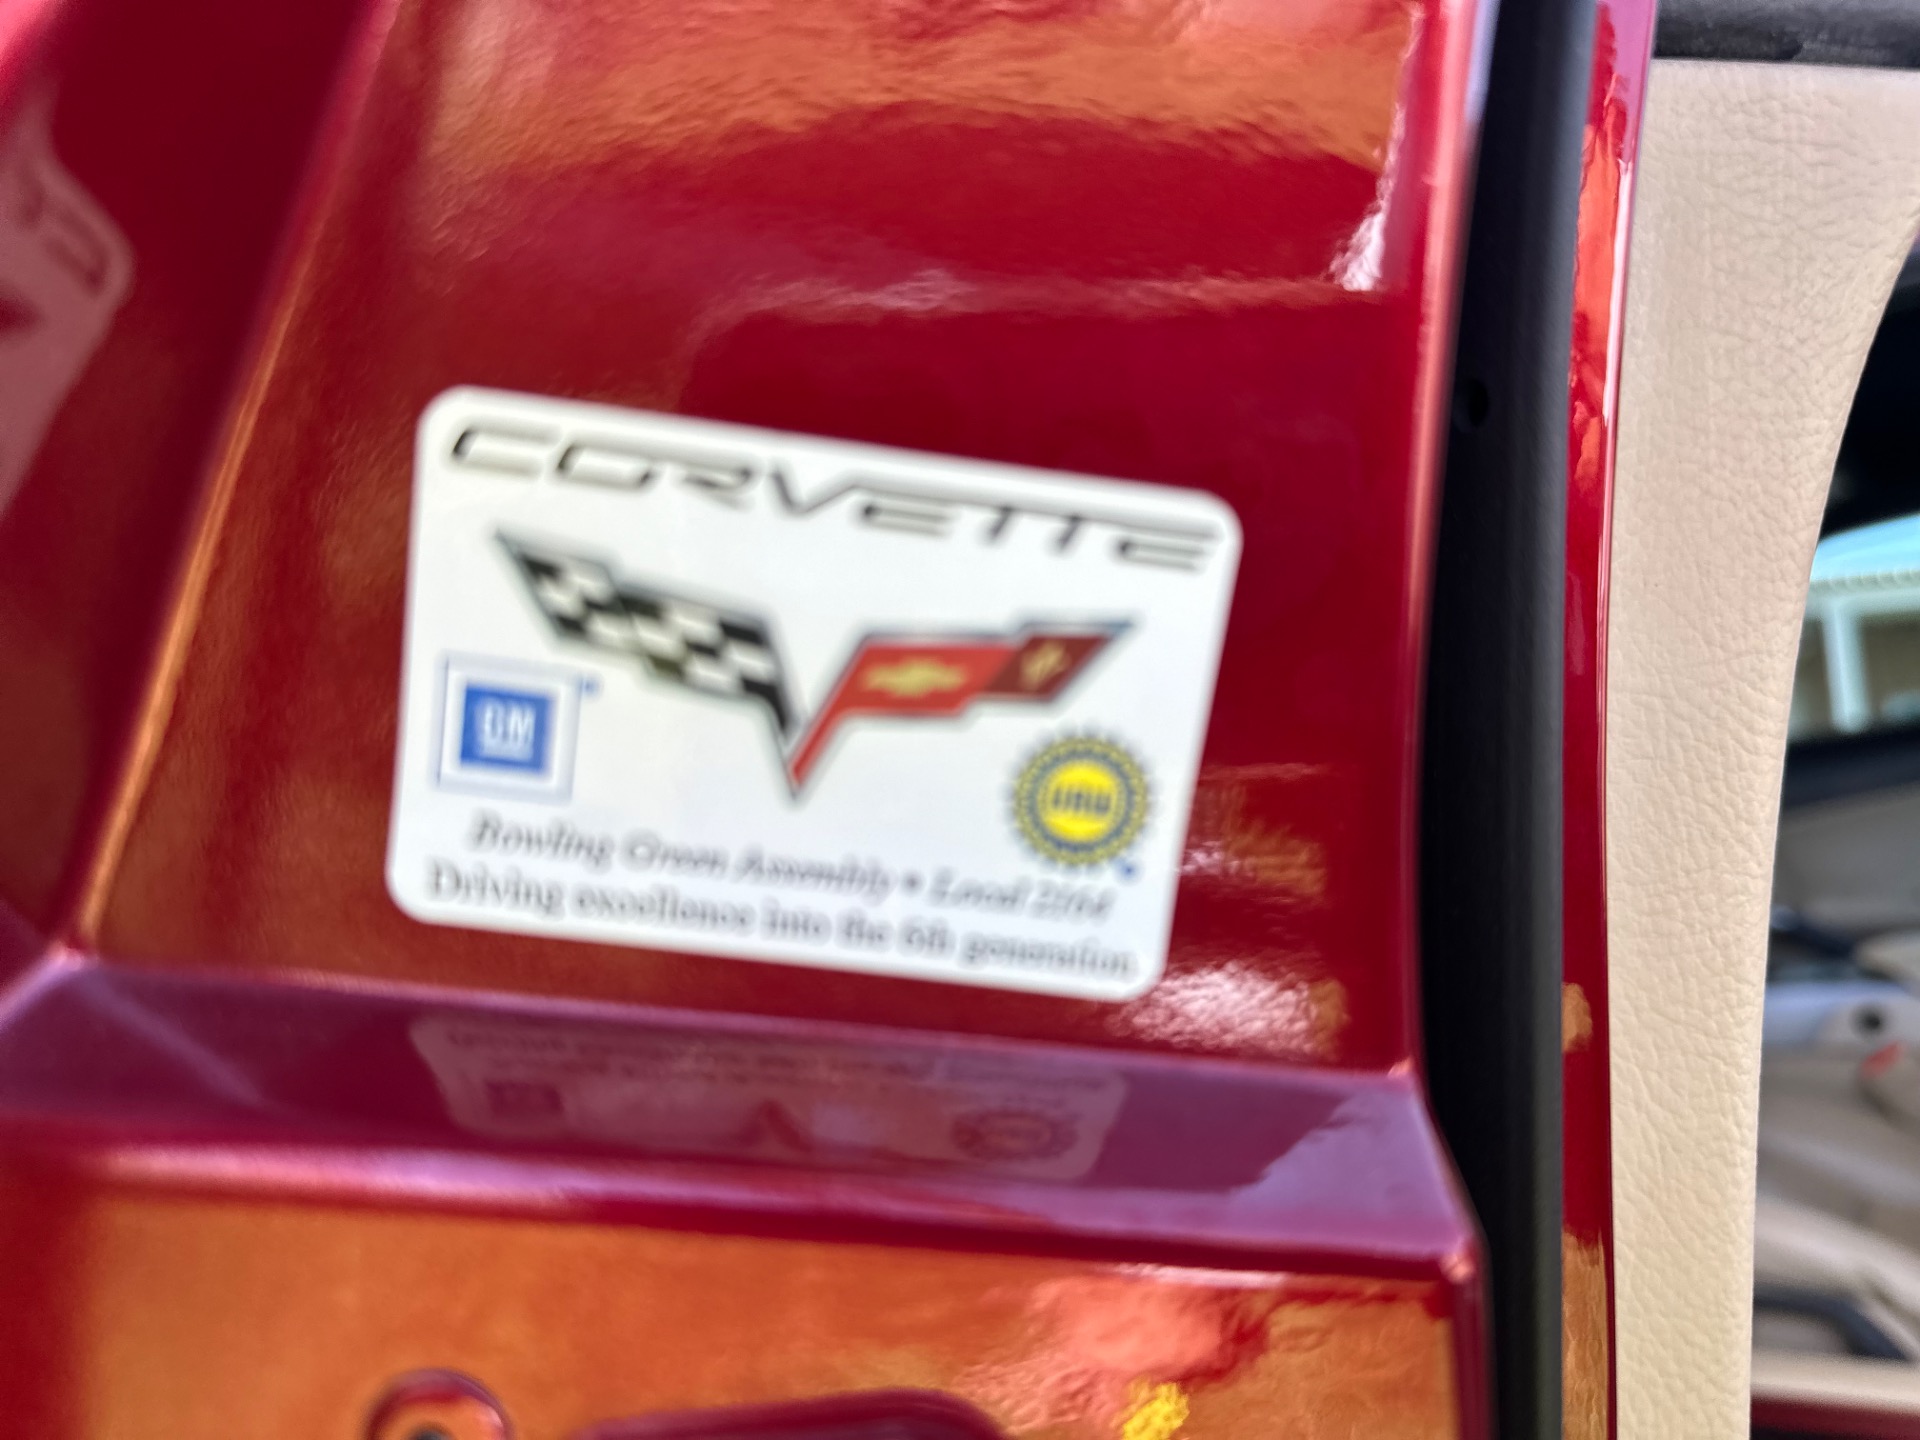 CORVETTE
GM
UAW
Bowling Green Assembly • Local 2164
Driving excellence into the 6th generation